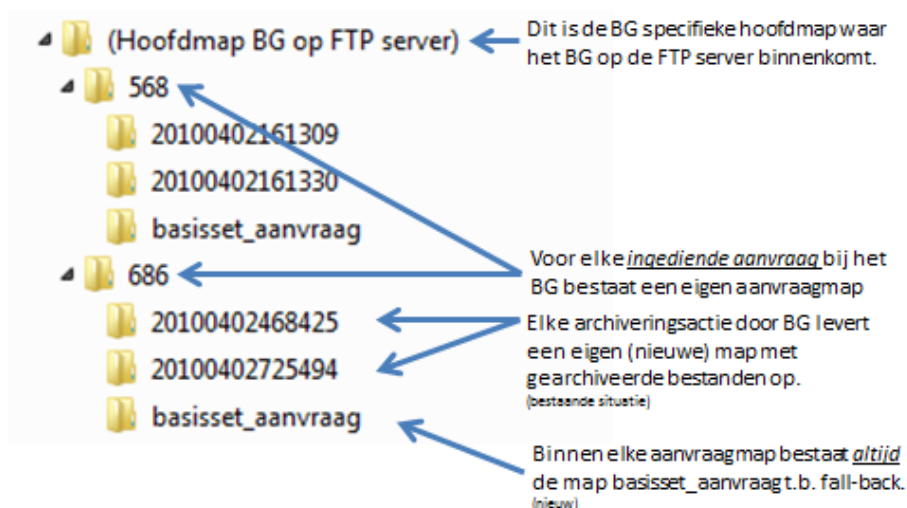 (Hoofdmap BG op FTP server)
Dit is de BG specifieke hoofdmap waar
het BG op de FTP server binnenkomt.
568
20100402161309
20100402161330
basisset_aanvraag
686
20100402468425
20100402725494
basisset_aanvraag
Voor elke ingediende aanvraag bij het
BG bestaat een eigen aanvraagmap
Elke archiveringsactie door BG levert
een eigen (nieuwe) map met
gearchiveerde bestanden op.
(bestaande situatie)
Binnen elke aanvraagmap bestaat altijd
de map basisset_aanvraag t.b. fall-back.
(nieuw)